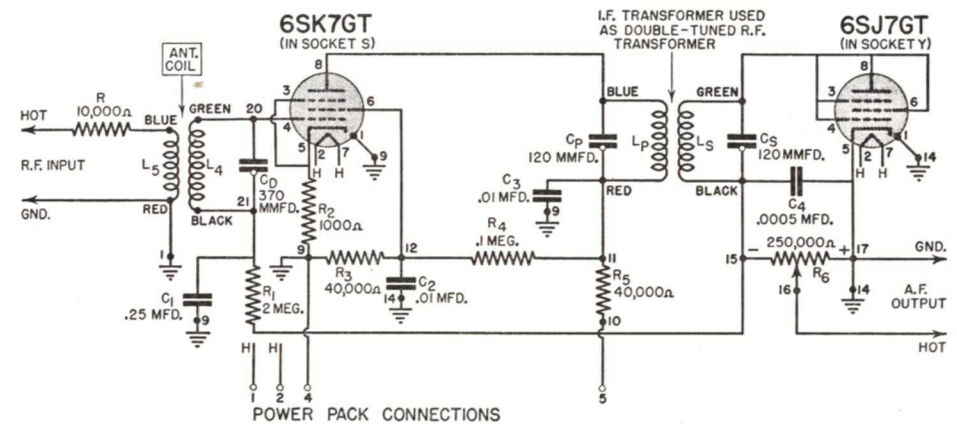 6SK7GT
(IN SOCKET S)
I.F. TRANSFORMER USED
AS DOUBLE-TUNED R.F.
TRANSFORMER
6SJ7GT
(IN SOCKET Y)
ANT.
COIL
8
8
3
4
6
3
4
6
R
10,000Ω
HOT
BLUE
GREEN
20
BLUE
GREEN
R.F. INPUT
L5
L4
5
2
7
1
H
H
9
CD
370
MMFD.
CP
120 MMFD.
LP
LS
CS
120 MMFD.
5
2
7
1
H
H
14
GND.
RED
BLACK
21
R2
1000Ω
C3
.01 MFD.
9
RED
BLACK
C4
.0005 MFD.
1
9
R3
40,000Ω
12
R4
.1 MEG.
11
15
−
250,000Ω
+
17
R6
GND.
C1
.25 MFD.
9
R1
2 MEG.
14
C2
.01 MFD.
R5
40,000Ω
10
16
14
A.F.
OUTPUT
HOT
H
H
1
2
4
5
POWER PACK CONNECTIONS